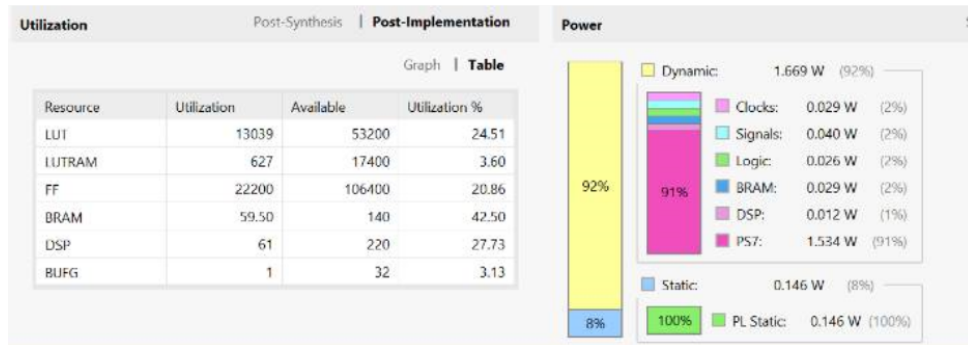 Utilization Post-Synthesis | Post-Implementation
Graph | Table
Resource Utilization Available Utilization %
LUT 13039 53200 24.51
LUTRAM 627 17400 3.60
FF 22200 106400 20.86
BRAM 59.50 140 42.50
DSP 61 220 27.73
BUFG 1 32 3.13
Power
92%
8%
Dynamic: 1.669 W (92%)
91%
Clocks: 0.029 W (2%)
Signals: 0.040 W (2%)
Logic: 0.026 W (2%)
BRAM: 0.029 W (2%)
DSP: 0.012 W (1%)
PS7: 1.534 W (91%)
Static: 0.146 W (8%)
100% PL Static: 0.146 W (100%)